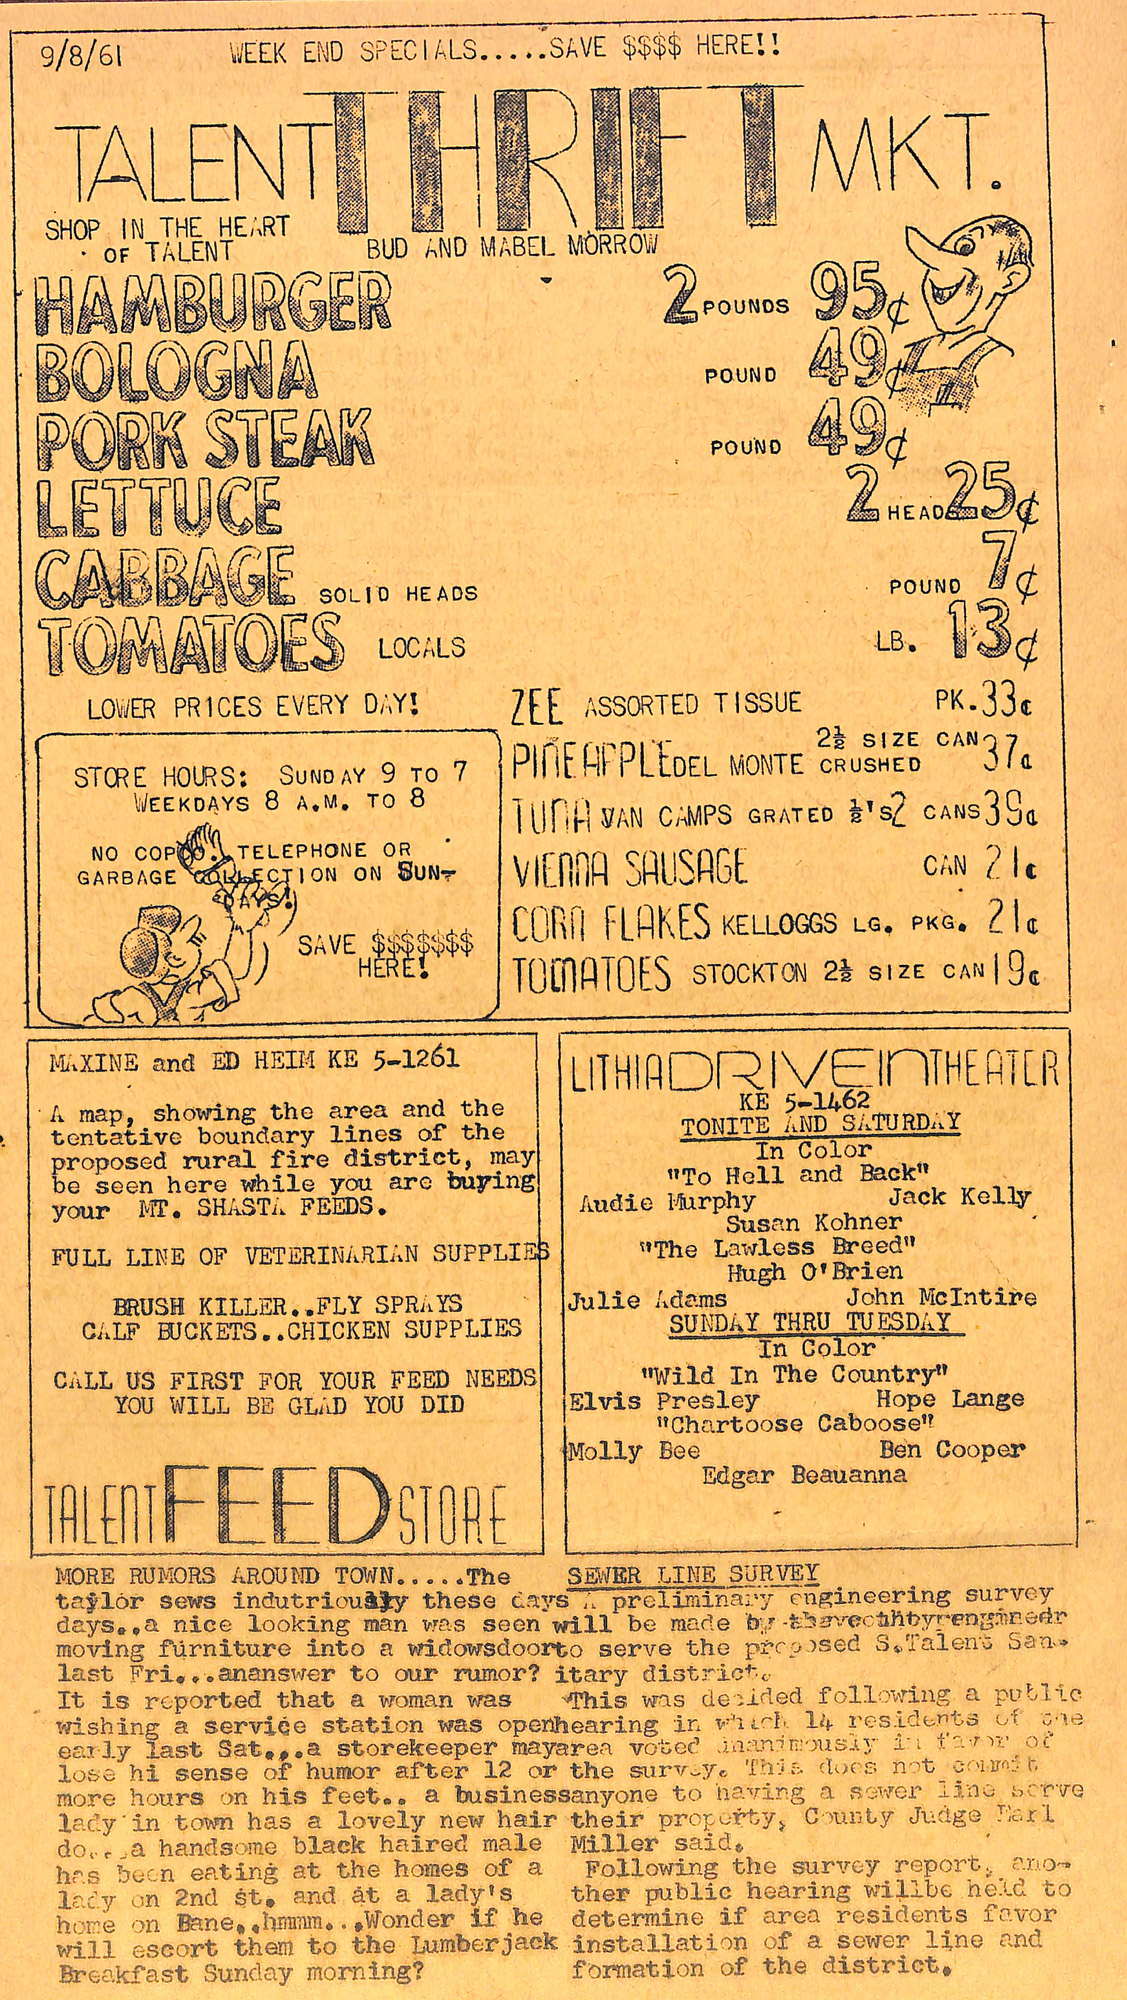 9/8/61 WEEK END SPECIALS.....SAVE $$$$ HERE!!
TALENT THRIFT MKT.
SHOP IN THE HEART
OF TALENT
BUD AND MABEL MORROW
HAMBURGER 2 POUNDS 95¢
BOLOGNA POUND 49¢
PORK STEAK POUND 49¢
LETTUCE 2 HEADS 25¢
CABBAGE SOLID HEADS POUND 7¢
TOMATOES LOCALS LB. 13¢
LOWER PRICES EVERY DAY!
STORE HOURS: SUNDAY 9 TO 7
WEEKDAYS 8 A.M. TO 8
NO TELEPHONE OR
GARBAGE COLLECTION ON SUN-
DAYS!
SAVE $$$$$$$
HERE!
ZEE ASSORTED TISSUE PK.33¢
PINEAPPLE DEL MONTE 2½ SIZE CAN CRUSHED 37¢
TUNA VAN CAMPS GRATED ½'S 2 CANS 39¢
VIENNA SAUSAGE CAN 21¢
CORN FLAKES KELLOGGS LG. PKG. 21¢
TOMATOES STOCKTON 2½ SIZE CAN 19¢
MAXINE and ED HEIM KE 5-1261
A map, showing the area and the
tentative boundary lines of the
proposed rural fire district, may
be seen here while you are buying
your MT. SHASTA FEEDS.
FULL LINE OF VETERINARIAN SUPPLIES
BRUSH KILLER..FLY SPRAYS
CALF BUCKETS..CHICKEN SUPPLIES
CALL US FIRST FOR YOUR FEED NEEDS
YOU WILL BE GLAD YOU DID
TALENT FEED STORE
LITHIA DRIVE IN THEATER
KE 5-1462
TONITE AND SATURDAY
In Color
"To Hell and Back"
Audie Murphy Jack Kelly
Susan Kohner
"The Lawless Breed"
Hugh O'Brien
Julie Adams John McIntire
SUNDAY THRU TUESDAY
In Color
"Wild In The Country"
Elvis Presley Hope Lange
"Chartoose Caboose"
Molly Bee Ben Cooper
Edgar Beauanna
MORE RUMORS AROUND TOWN.....The
taylor sews indutriously these days
days..a nice looking man was seen
moving furniture into a widowsdoor
last Fri...ananswer to our rumor?
It is reported that a woman was
wishing a service station was open
early last Sat...a storekeeper may
lose hi sense of humor after 12 or
more hours on his feet.. a business
lady in town has a lovely new hair
do....a handsome black haired male
has been eating at the homes of a
lady on 2nd st. and at a lady's
home on Bane..hmmm...Wonder if he
will escort them to the Lumberjack
Breakfast Sunday morning?
SEWER LINE SURVEY
A preliminary engineering survey
will be made by
to serve the proposed S.Talent San-
itary district.
This was decided following a public
hearing in which 14 residents of the
area voted unanimously in favor of
the survey. This does not commit
anyone to having a sewer line serve
their property, County Judge Earl
Miller said.
Following the survey report, ano-
ther public hearing willbe held to
determine if area residents favor
installation of a sewer line and
formation of the district.